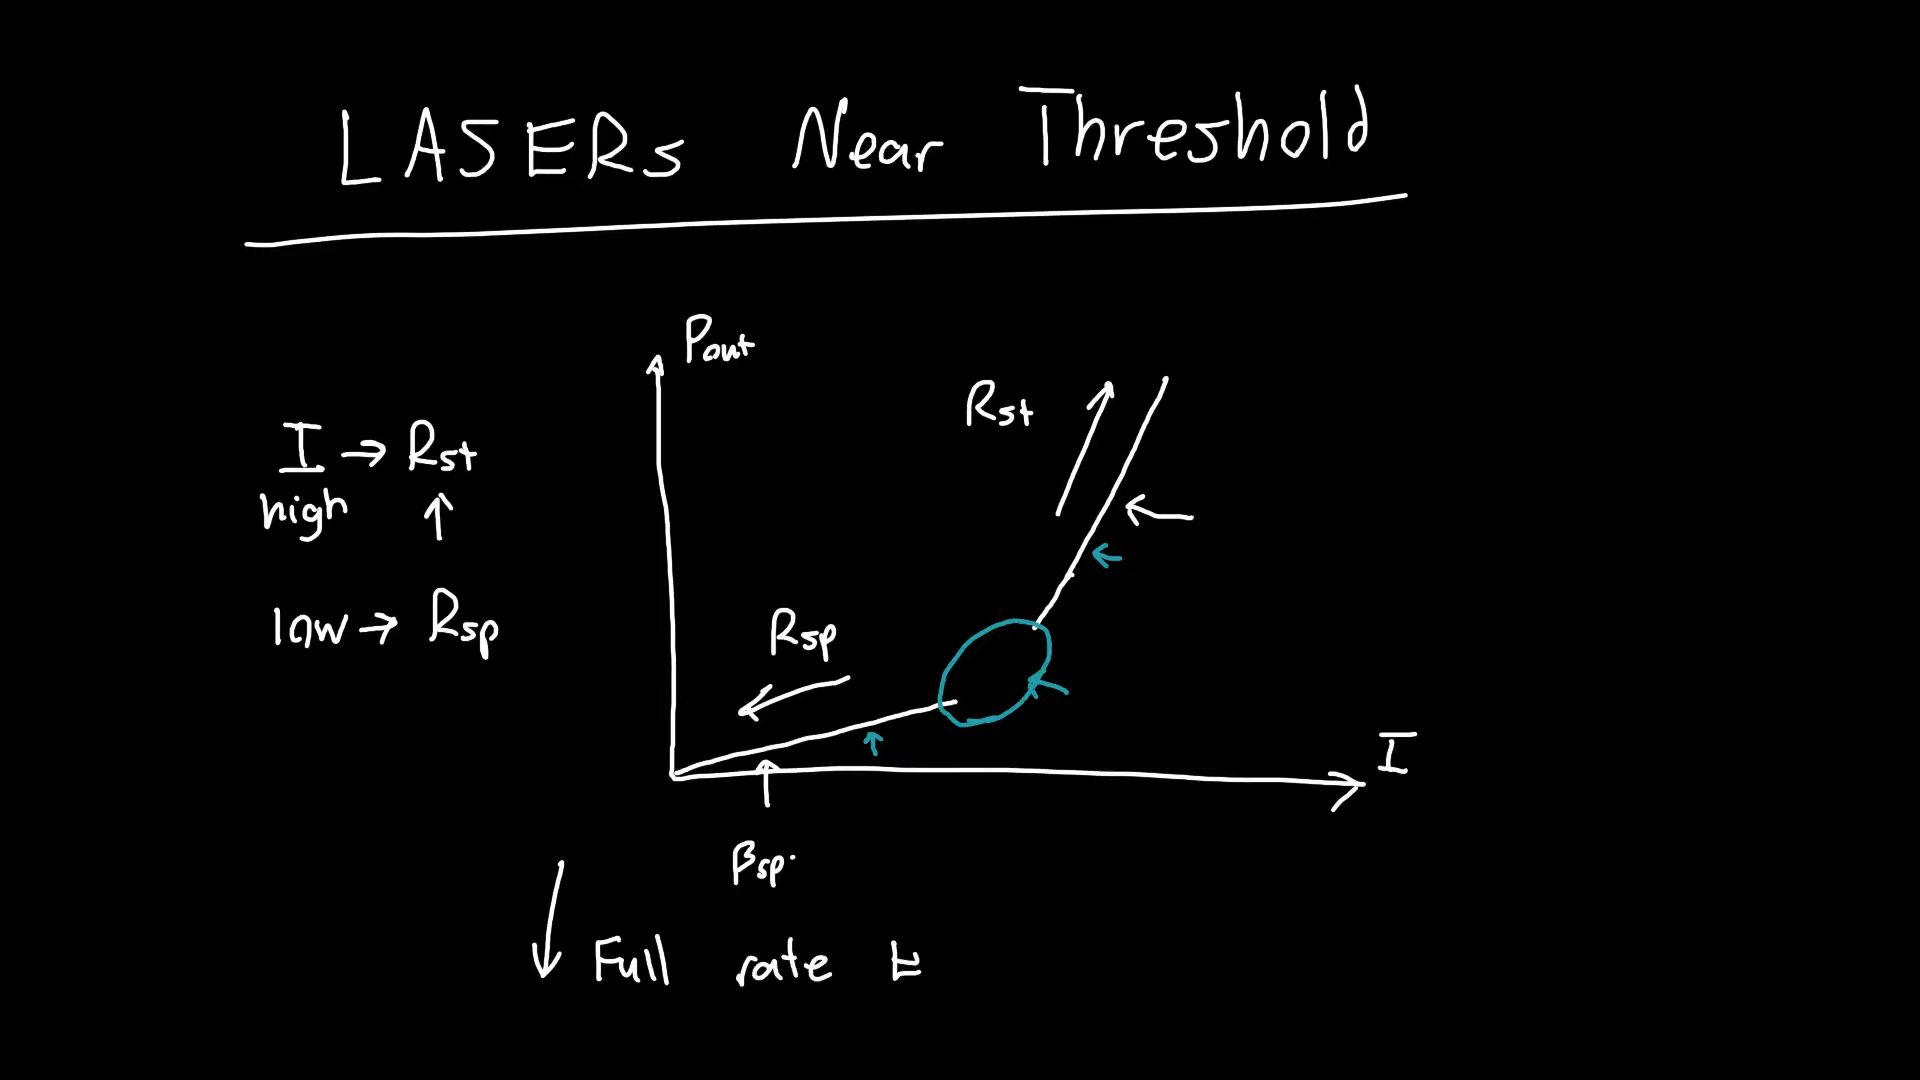 LASERs Near Threshold
Pout
I → Rst
high ↑
low → Rsp
Rst
Rsp
I
βsp.
↓ Full rate E